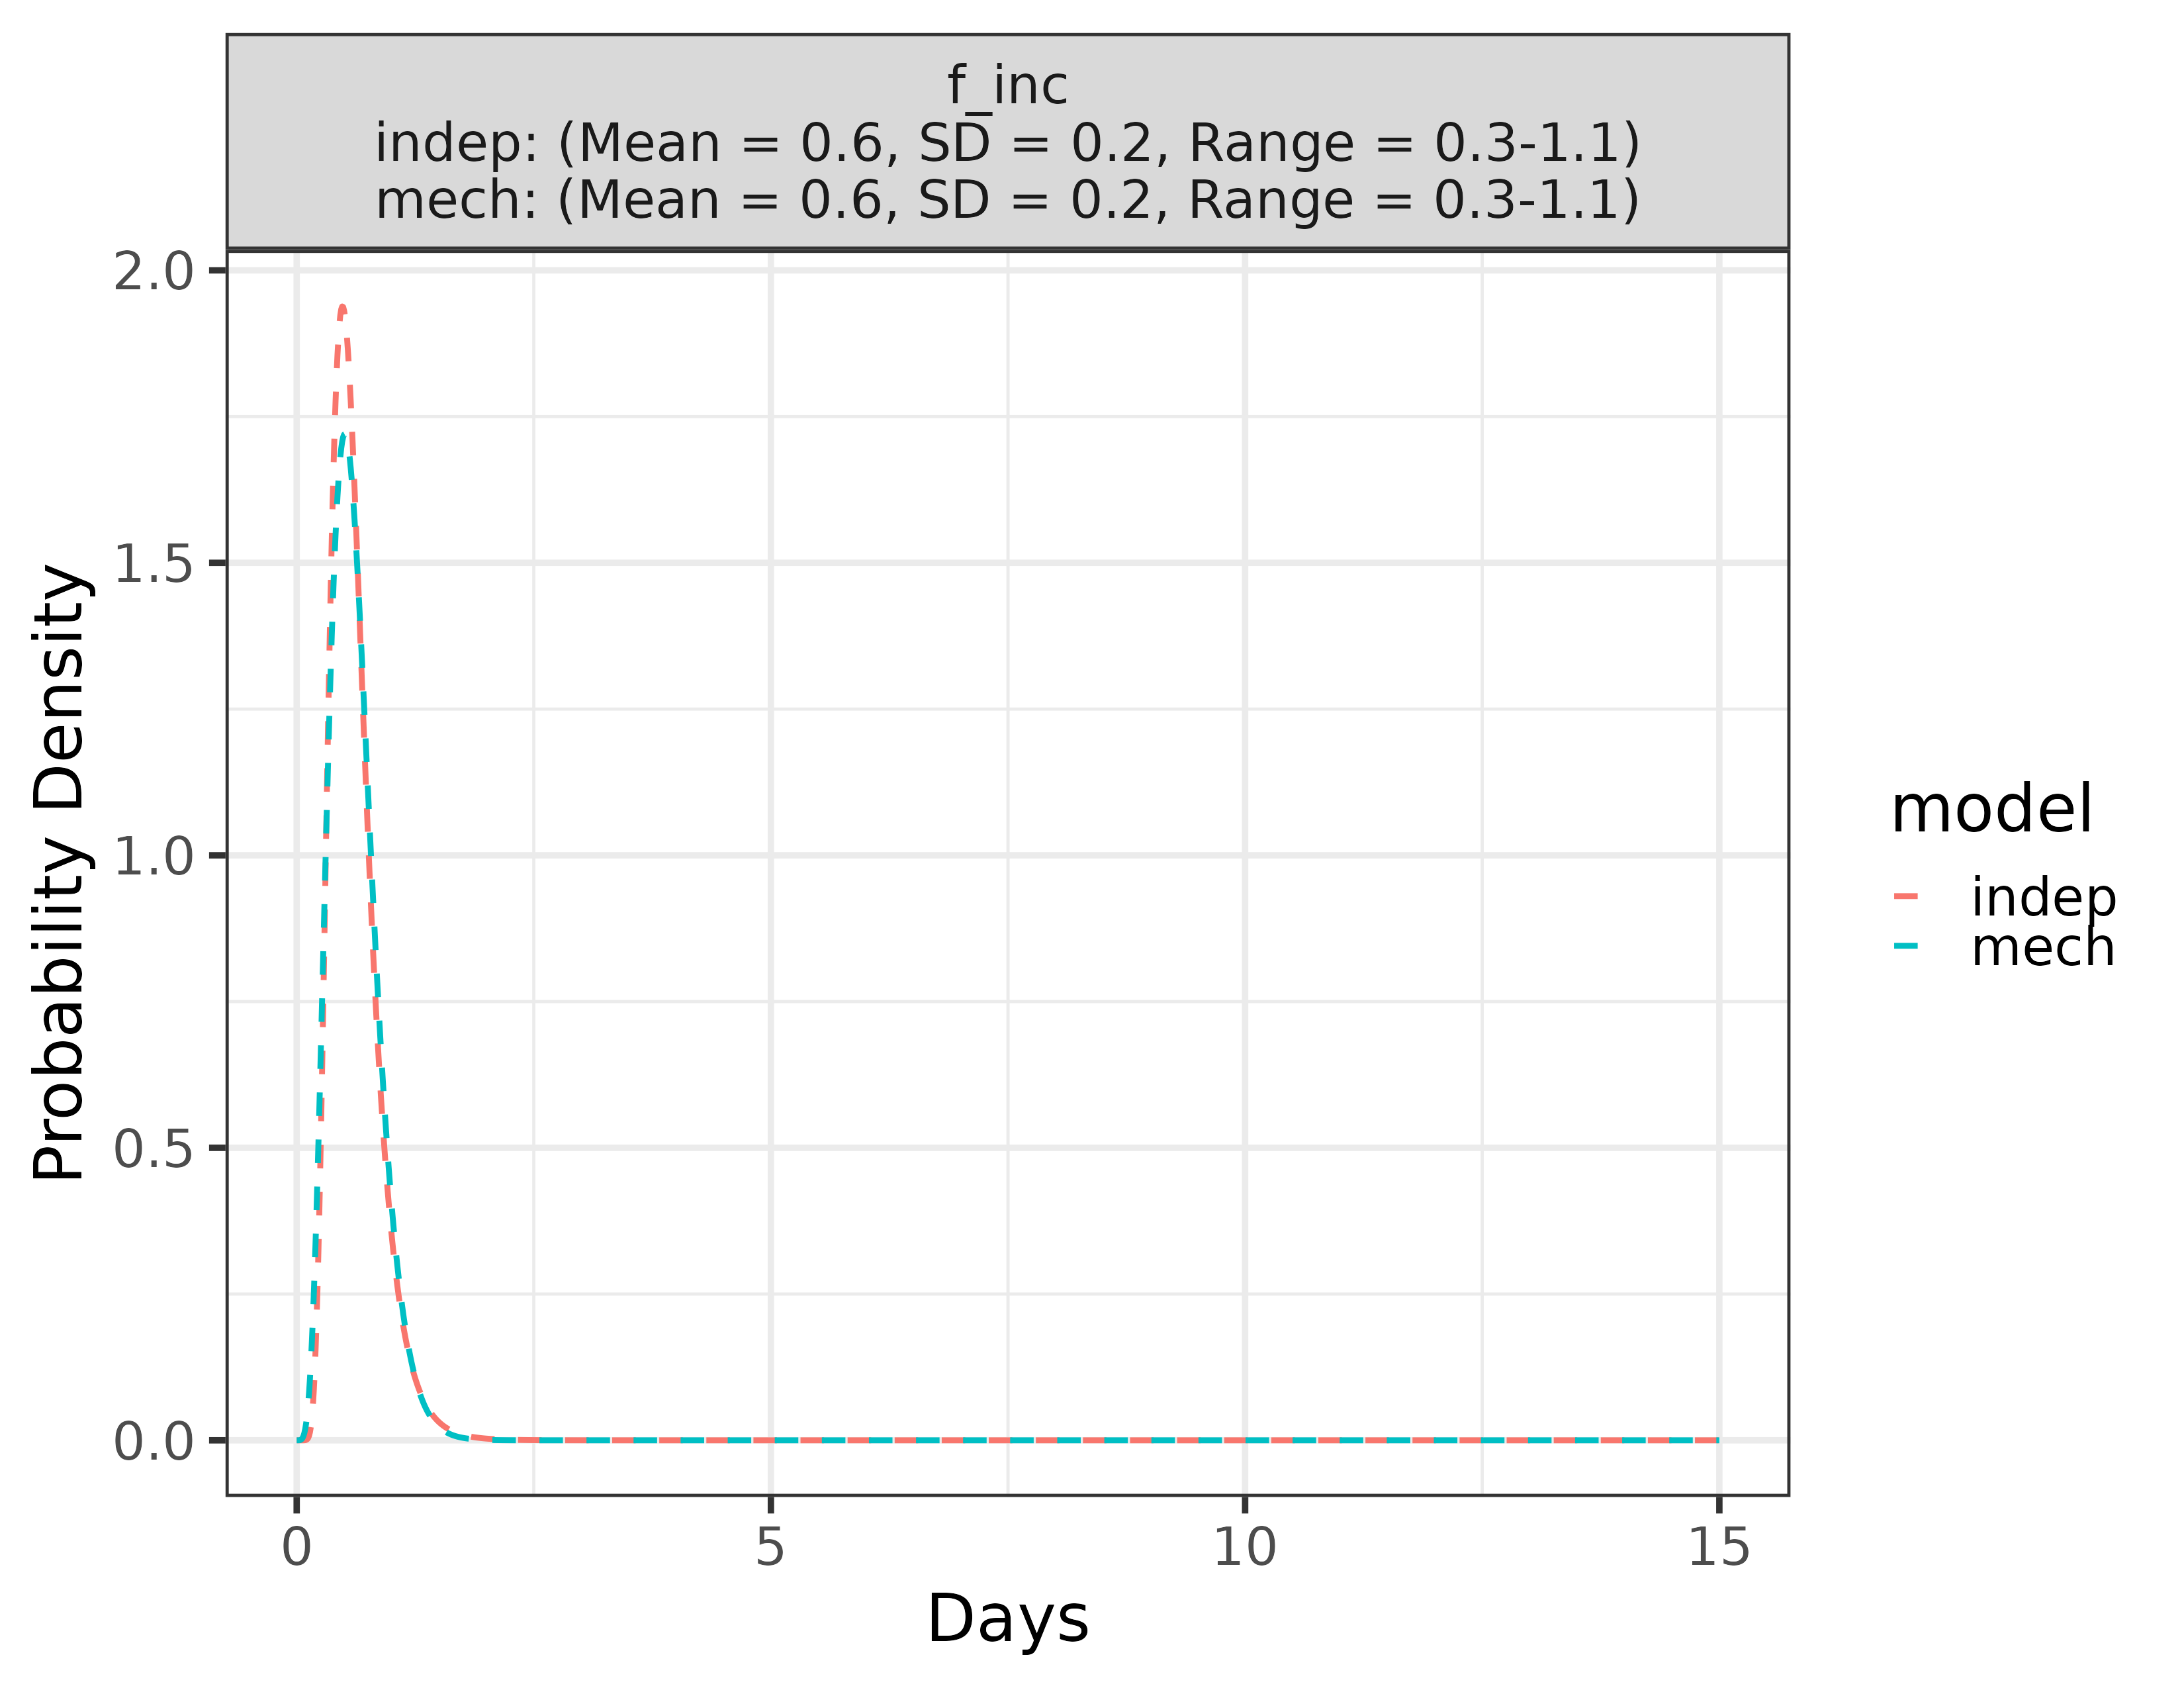 f_inc
indep: (Mean = 0.6, SD = 0.2, Range = 0.3-1.1)
mech: (Mean = 0.6, SD = 0.2, Range = 0.3-1.1)
2.0
1.5
1.0
0.5
0.0
Probability Density
0 5 10 15
Days
model
indep
mech